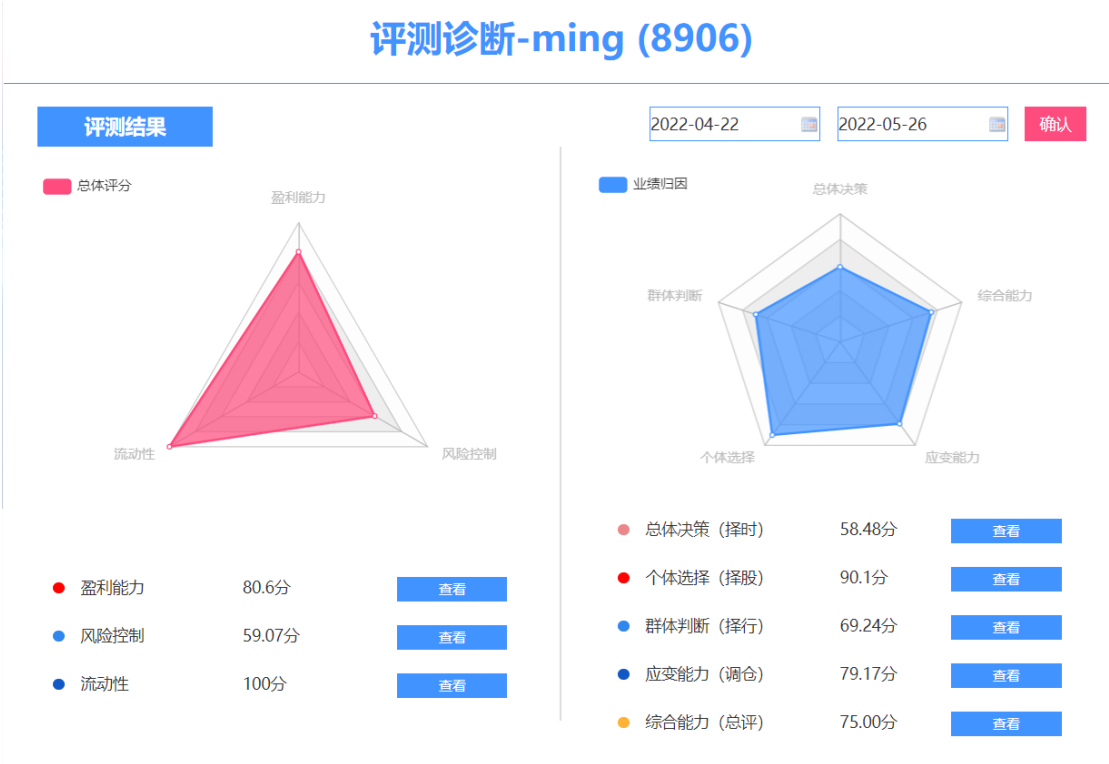 评测诊断-ming (8906)
评测结果
2022-04-22
2022-05-26
确认
总体评分
盈利能力
流动性
风险控制
业绩归因
总体决策
群体判断
综合能力
个体选择
应变能力
盈利能力 80.6分 查看
风险控制 59.07分 查看
流动性 100分 查看
总体决策（择时） 58.48分 查看
个体选择（择股） 90.1分 查看
群体判断（择行） 69.24分 查看
应变能力（调仓） 79.17分 查看
综合能力（总评） 75.00分 查看